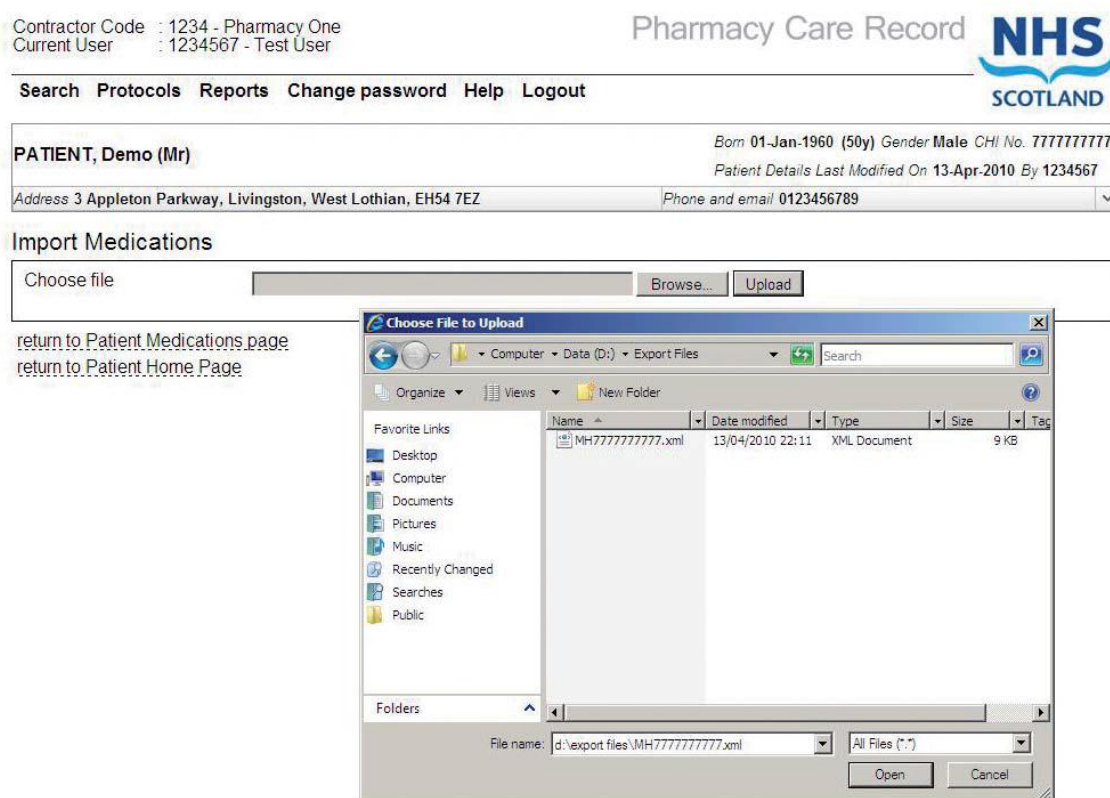 Contractor Code : 1234 - Pharmacy One
Current User : 1234567 - Test User
Pharmacy Care Record
NHS
SCOTLAND
Search Protocols Reports Change password Help Logout
PATIENT, Demo (Mr)
Born 01-Jan-1960 (50y) Gender Male CHI No. 7777777777
Patient Details Last Modified On 13-Apr-2010 By 1234567
Address 3 Appleton Parkway, Livingston, West Lothian, EH54 7EZ Phone and email 0123456789
Import Medications
Choose file Browse... Upload
return to Patient Medications page
return to Patient Home Page
Choose File to Upload
Computer Data (D:) Export Files Search
Organize Views New Folder
Favorite Links
Desktop
Computer
Documents
Pictures
Music
Recently Changed
Searches
Public
Folders
Name Date modified Type Size Tag
MH7777777777.xml 13/04/2010 22:11 XML Document 9 KB
File name: d:\export files\MH7777777777.xml All Files (*.*)
Open Cancel